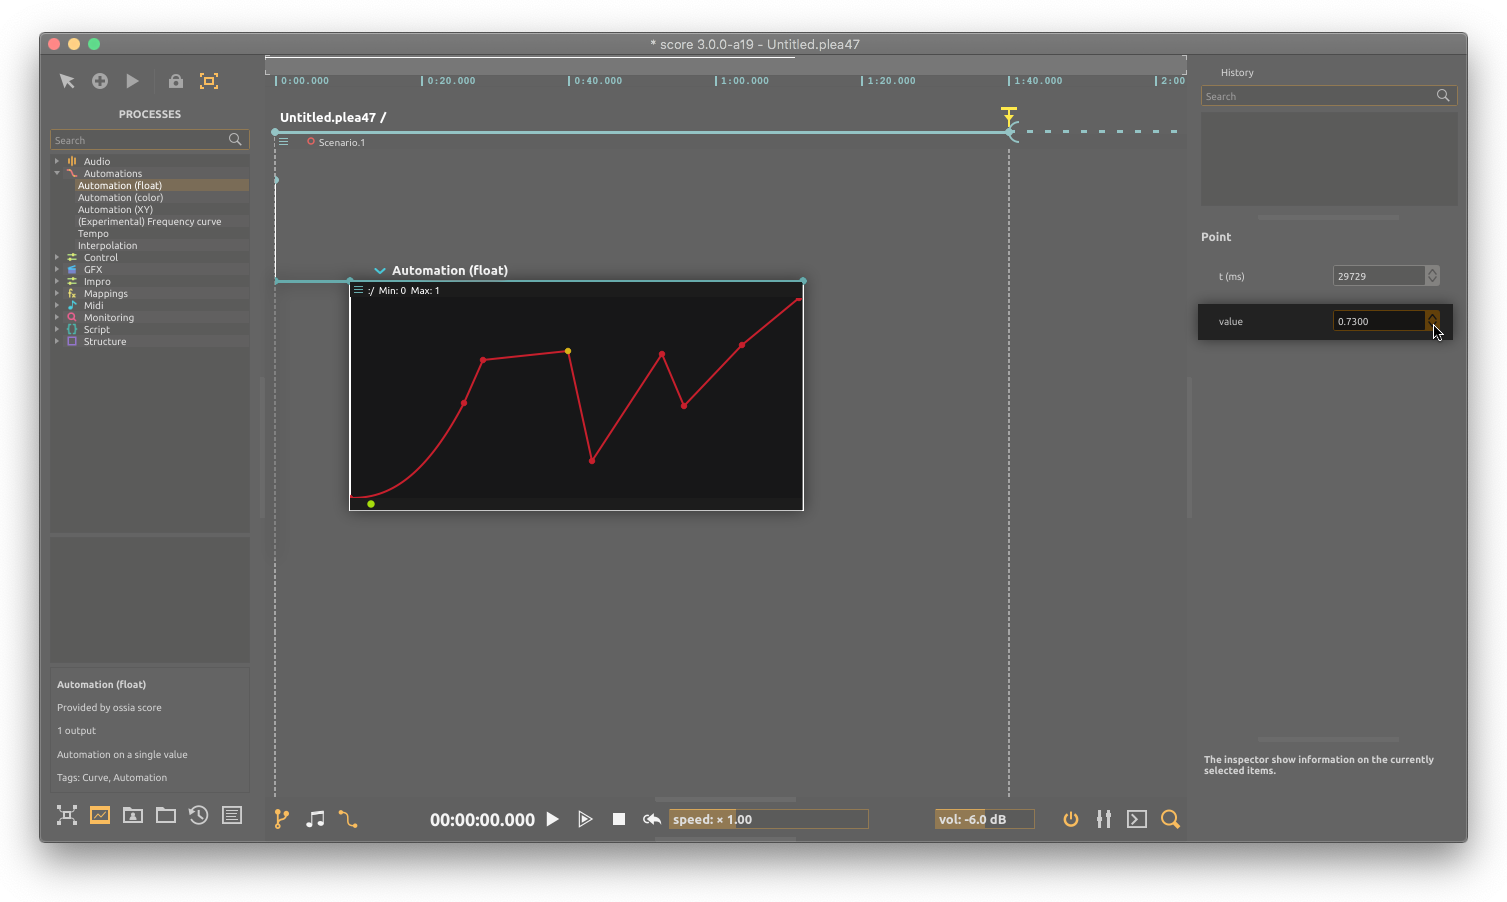 * score 3.0.0-a19 - Untitled.plea47
PROCESSES
Search
Audio
Automations
Automation (float)
Automation (color)
Automation (XY)
(Experimental) Frequency curve
Tempo
Interpolation
Control
GFX
Impro
Mappings
Midi
Monitoring
Script
Structure
Automation (float)
Provided by ossia score
1 output
Automation on a single value
Tags: Curve, Automation
0:00.000 0:20.000 0:40.000 1:00.000 1:20.000 1:40.000 2:00
Untitled.plea47 /
Scenario.1
Automation (float)
:/ Min: 0 Max: 1
00:00:00.000
speed: × 1.00
vol: -6.0 dB
History
Search
Point
t (ms) 29729
value 0.7300
The inspector show information on the currently
selected items.